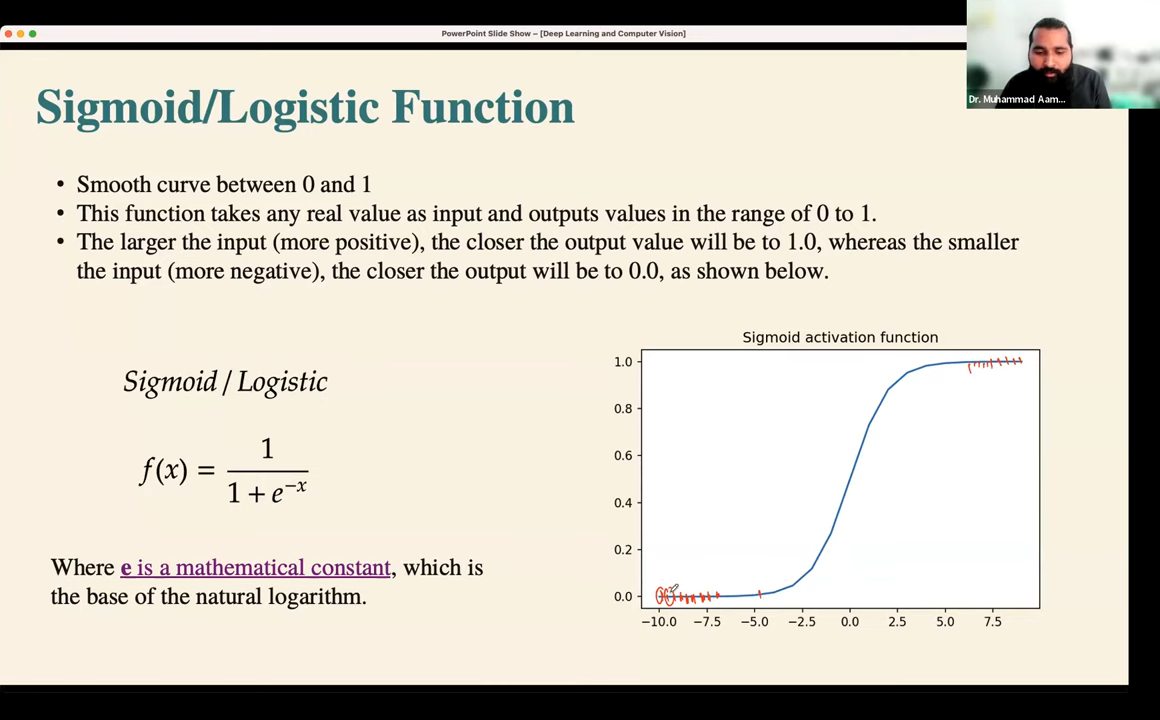 PowerPoint Slide Show – [Deep Learning and Computer Vision]
Dr. Muhammad Aam...
Sigmoid/Logistic Function
• Smooth curve between 0 and 1
• This function takes any real value as input and outputs values in the range of 0 to 1.
• The larger the input (more positive), the closer the output value will be to 1.0, whereas the smaller
the input (more negative), the closer the output will be to 0.0, as shown below.
Sigmoid / Logistic
f(x) = 1 / (1 + e^{-x})
Where e is a mathematical constant, which is
the base of the natural logarithm.
Sigmoid activation function
1.0
0.8
0.6
0.4
0.2
0.0
−10.0 −7.5 −5.0 −2.5 0.0 2.5 5.0 7.5